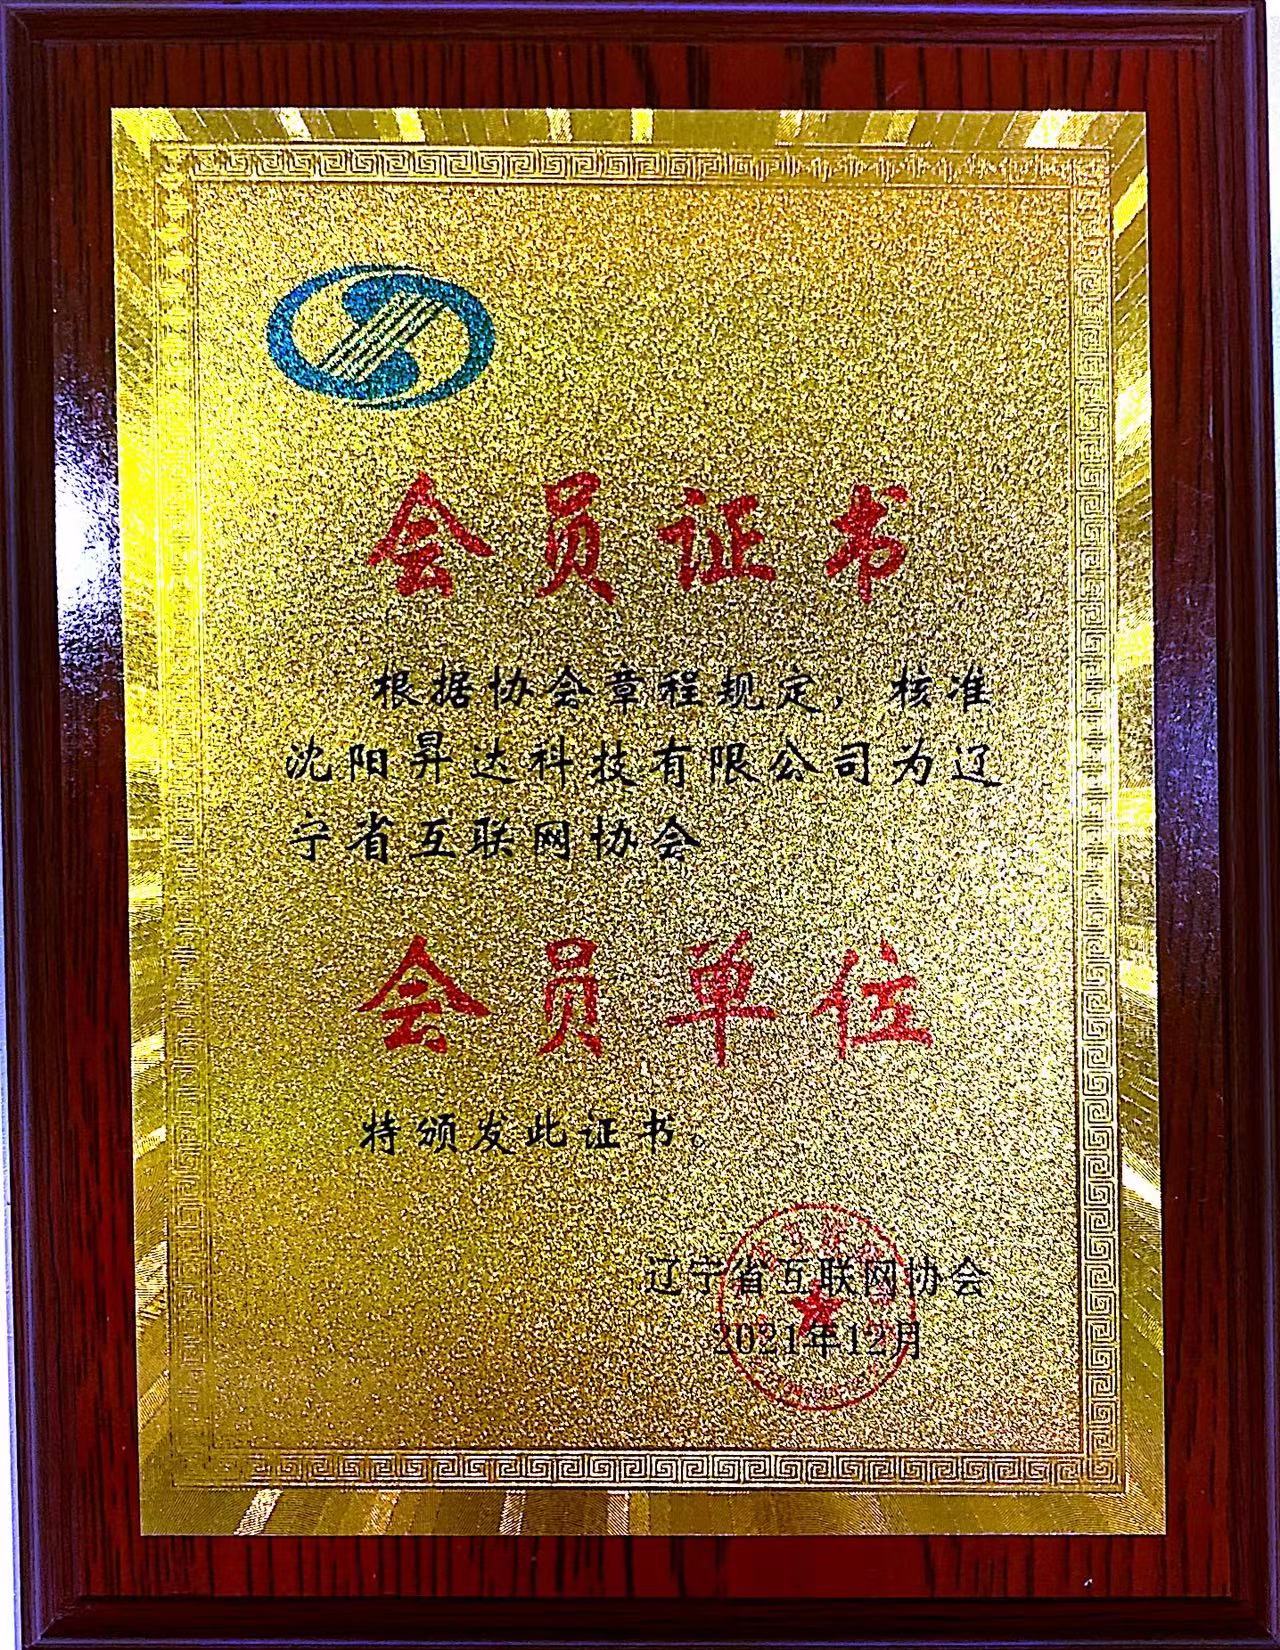 会员证书
根据协会章程规定，核准
沈阳昇达科技有限公司为辽
宁省互联网协会
会员单位
特颁发此证书。
辽宁省互联网协会
2021年12月